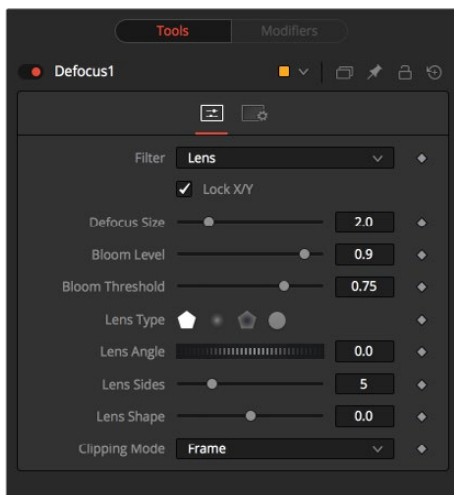 Tools Modifiers
Defocus1
Filter Lens
Lock X/Y
Defocus Size 2.0
Bloom Level 0.9
Bloom Threshold 0.75
Lens Type
Lens Angle 0.0
Lens Sides 5
Lens Shape 0.0
Clipping Mode Frame